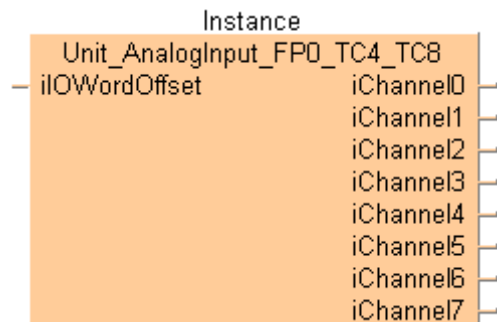 Instance
Unit_AnalogInput_FP0_TC4_TC8
iIOWordOffset iChannel0
iChannel1
iChannel2
iChannel3
iChannel4
iChannel5
iChannel6
iChannel7